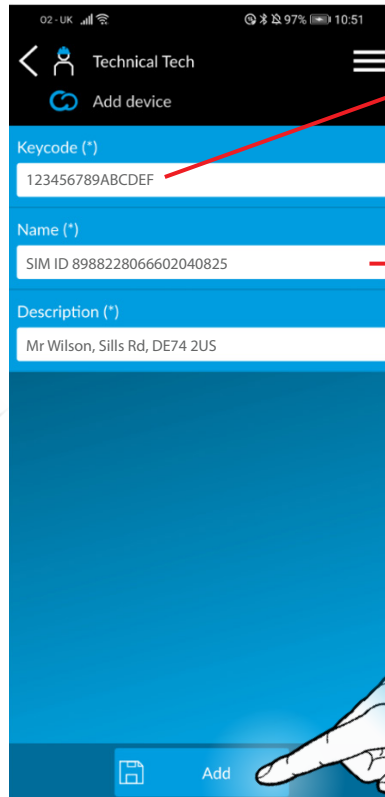 O2-UK 97% 10:51
Technical Tech
Add device
Keycode (*)
123456789ABCDEF
Name (*)
SIM ID 8988228066602040825
Description (*)
Mr Wilson, Sills Rd, DE74 2US
Add